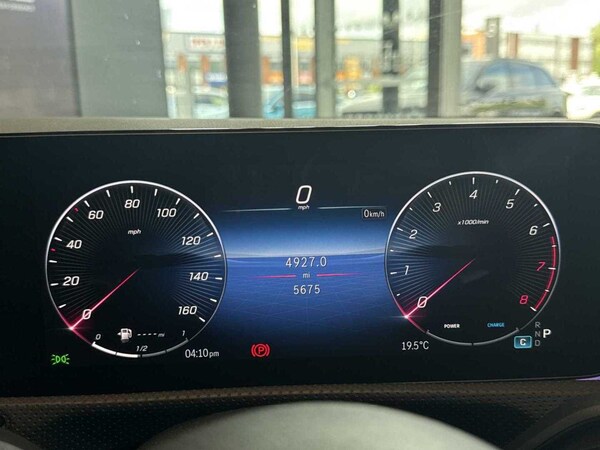 0
mph
0km/h
4927.0
mi
5675
0
20
40
60
80
100
120
140
160
mph
0
1/2
1
-----mi
04:10pm
P
0
1
2
3
4
5
6
7
8
x1000/min
POWER
CHARGE
19.5°C
C
R
N
D
P